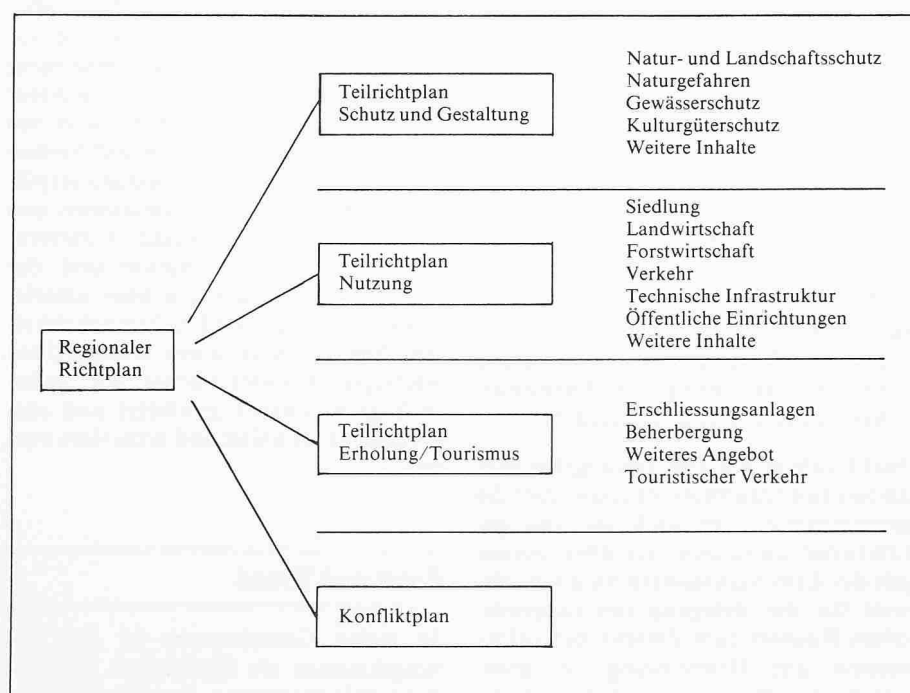 Regionaler
Richtplan
Teilrichtplan
Schutz und Gestaltung
Natur- und Landschaftsschutz
Naturgefahren
Gewässerschutz
Kulturgüterschutz
Weitere Inhalte
Teilrichtplan
Nutzung
Siedlung
Landwirtschaft
Forstwirtschaft
Verkehr
Technische Infrastruktur
Öffentliche Einrichtungen
Weitere Inhalte
Teilrichtplan
Erholung/Tourismus
Erschliessungsanlagen
Beherbergung
Weiteres Angebot
Touristischer Verkehr
Konfliktplan